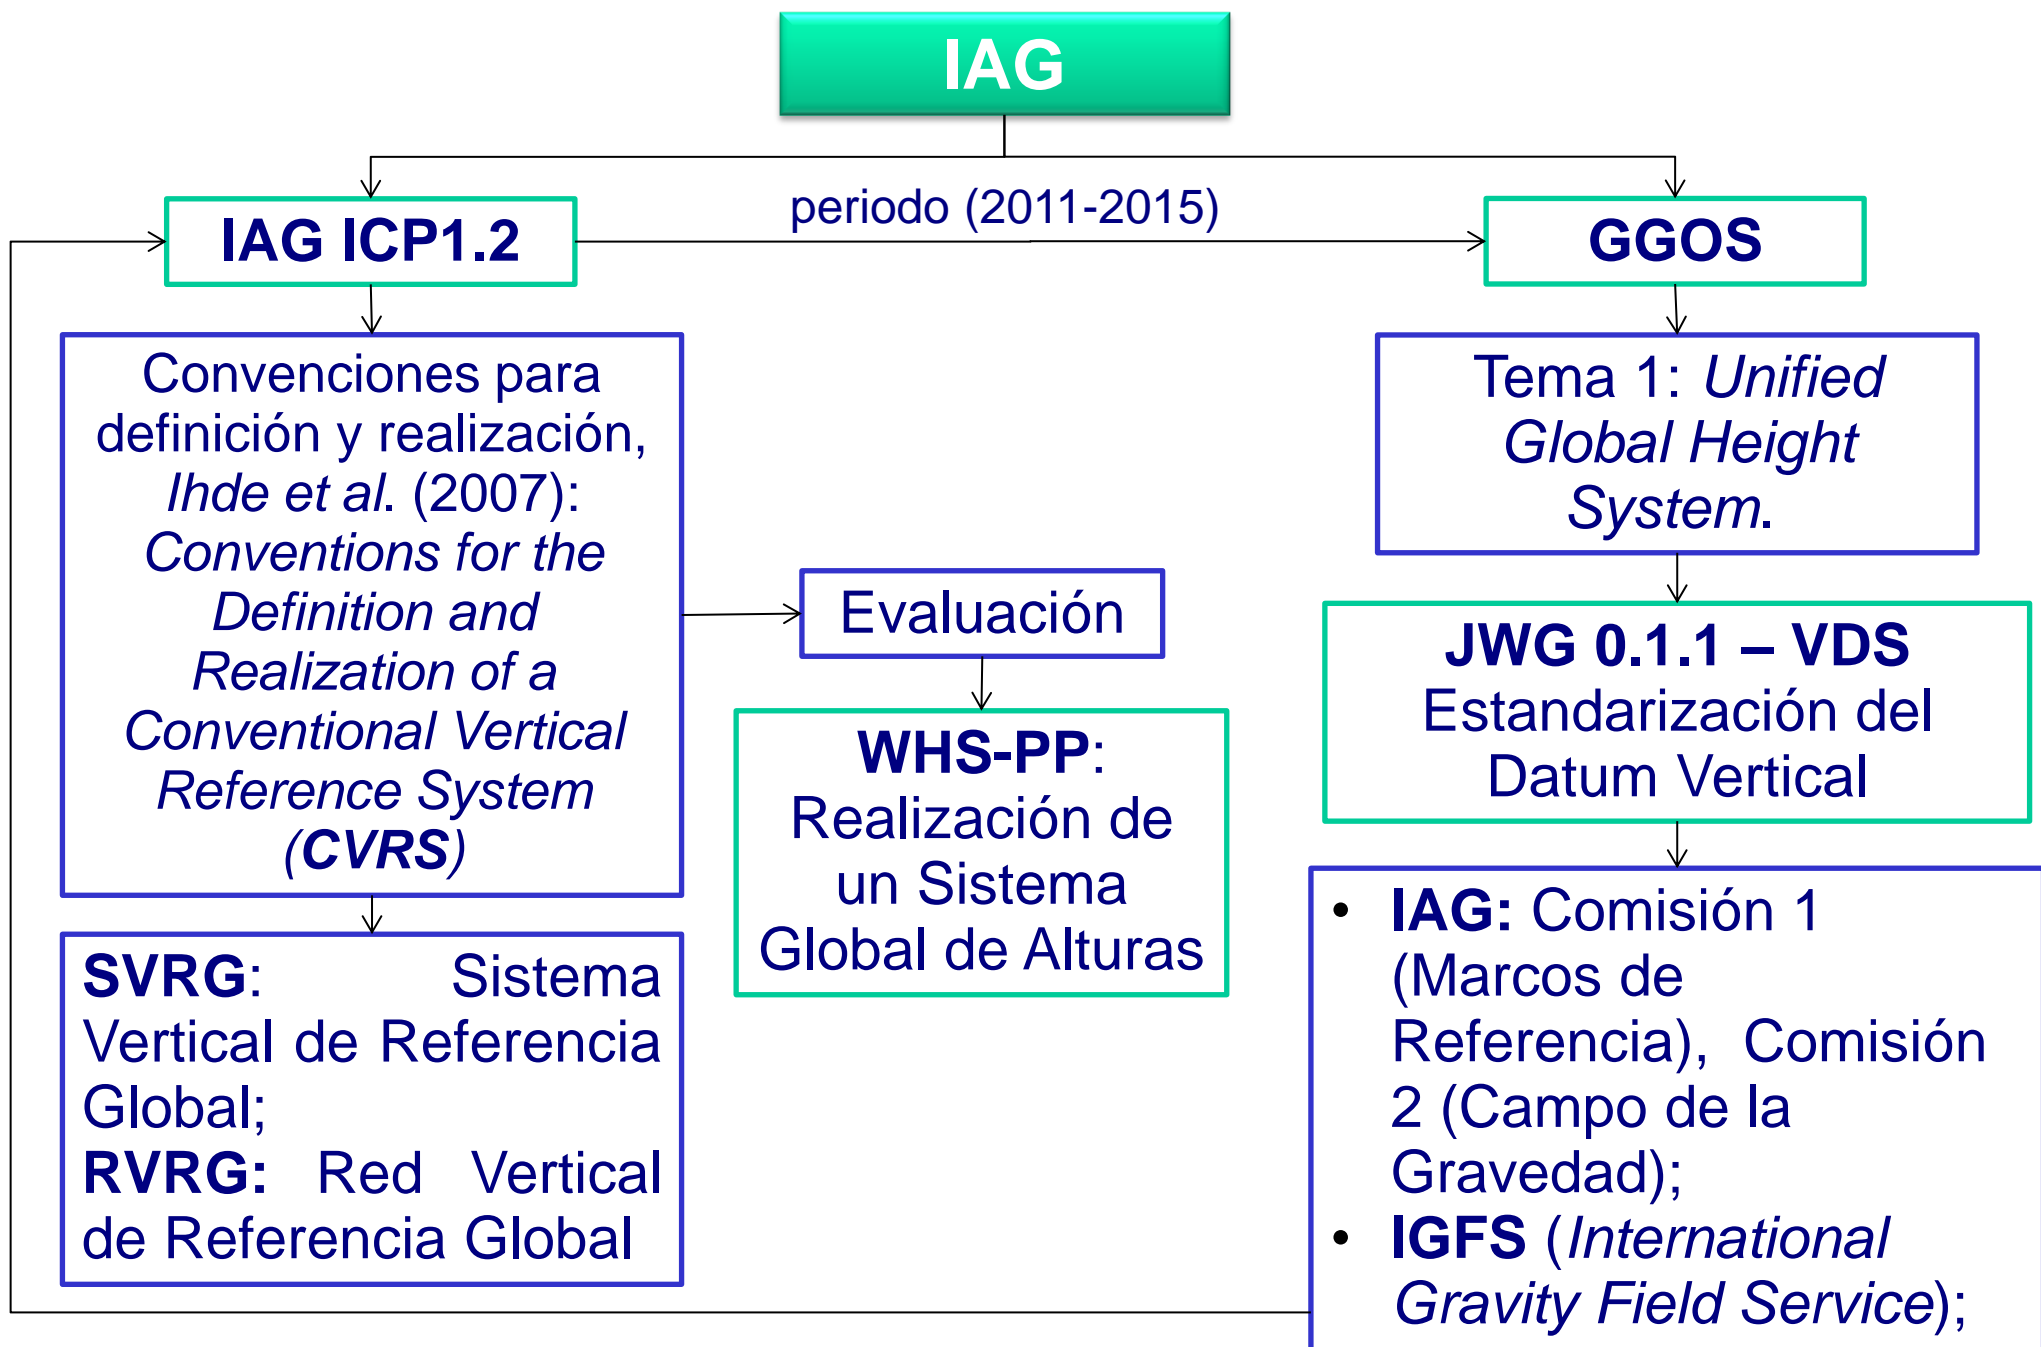 IAG
periodo (2011-2015)
IAG ICP1.2
GGOS
Convenciones para
definición y realización,
Ihde et al. (2007):
Conventions for the
Definition and
Realization of a
Conventional Vertical
Reference System
(CVRS)
SVRG: Sistema
Vertical de Referencia
Global;
RVRG: Red Vertical
de Referencia Global
Evaluación
WHS-PP:
Realización de
un Sistema
Global de Alturas
Tema 1: Unified
Global Height
System.
JWG 0.1.1 – VDS
Estandarización del
Datum Vertical
• IAG: Comisión 1
(Marcos de
Referencia), Comisión
2 (Campo de la
Gravedad);
• IGFS (International
Gravity Field Service);